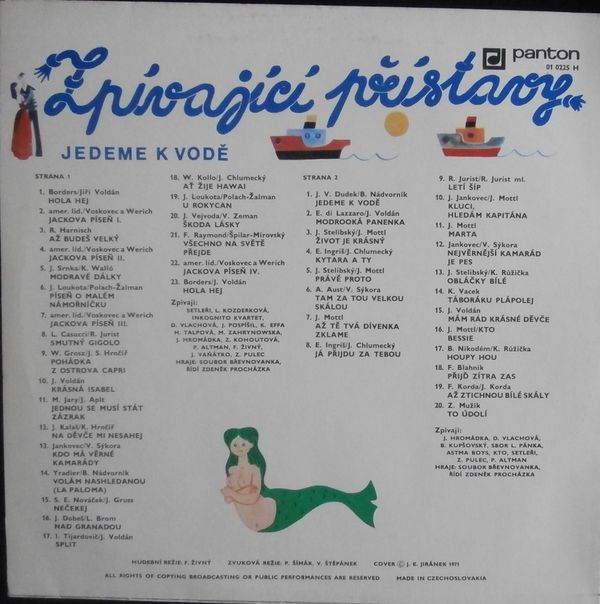 „Zpívající přístavy“
panton
01 0225 H
JEDEME K VODĚ
STRANA 1
1. Borders/Jiří Voldán
HOLA HEJ
2. amer. lid./Voskovec a Werich
JACKOVA PÍSEŇ I.
3. R. Harnisch
AŽ BUDEŠ VELKÝ
4. amer. lid./Voskovec a Werich
JACKOVA PÍSEŇ II.
5. J. Srnka/K. Walló
MODRAVÉ DÁLKY
6. J. Loukota/Polach-Žalman
PÍSEŇ O MALÉM
NÁMOŘNÍČKU
7. amer. lid./Voskovec a Werich
JACKOVA PÍSEŇ III.
8. L. Casucci/R. Jurist
SMUTNÝ GIGOLO
9. W. Grosz/J. S. Hrnčíř
POHÁDKA
Z OSTROVA CAPRI
10. J. Voldán
KRÁSNÁ ISABEL
11. M. Jary/J. Aplt
JEDNOU SE MUSÍ STÁT
ZÁZRAK
12. J. Kalaš/K. Hrnčíř
NA DĚVČE MI NESAHEJ
13. Jankovec/V. Sýkora
KDO MÁ VĚRNÉ
KAMARÁDY
14. Yradier/B. Nádvorník
VOLÁM NASHLEDANOU
(LA PALOMA)
15. S. E. Nováček/J. Gruss
NEČEKEJ
16. J. Dobeš/L. Brom
NAD GRANADOU
17. I. Tijardovič/J. Voldán
SPLIT
18. W. Kollo/J. Chlumecký
AŤ ŽIJE HAWAI
19. J. Loukota/Polach-Žalman
U ROKYCAN
20. J. Vejvoda/V. Zeman
ŠKODA LÁSKY
21. F. Raymond/Špilar-Mírovský
VŠECHNO NA SVĚTĚ
PŘEJDE
22. amer. lid./Voskovec a Werich
JACKOVA PÍSEŇ IV.
23. Borders/J. Voldán
HOLA HEJ
Zpívají:
SETLEŘI, L. KOZDERKOVÁ,
INKOGNITO KVARTET,
D. VLACHOVÁ, J. POSPÍŠIL, K. EFFA
H. TALPOVÁ, M. ZAHRYNOWSKA,
J. HROMÁDKA, Z. KOHOUTOVÁ,
P. ALTMAN, F. ŽIVNÝ,
J. VAŇÁTKO, Z. PULEC
HRAJE: SOUBOR BŘEVNOVANKA,
ŘÍDÍ ZDENĚK PROCHÁZKA
STRANA 2
1. J. V. Dudek/B. Nádvorník
JEDEME K VODĚ
2. E. di Lazzaro/J. Voldán
MODROOKÁ PANENKA
3. J. Stelibský/J. Mottl
ŽIVOT JE KRÁSNÝ
4. E. Ingriš/J. Chlumecký
KYTARA A TY
5. J. Stelibský/J. Mottl
PRÁVĚ PROTO
6. A. Aust/V. Sýkora
TAM ZA TOU VELKOU
SKÁLOU
7. J. Mottl
AŽ TĚ TVÁ DÍVENKA
ZKLAME
8. E. Ingriš/J. Chlumecký
JÁ PŘIJDU ZA TEBOU
9. R. Jurist/R. Jurist ml.
LETÍ ŠÍP
10. J. Jankovec/J. Mottl
KLUCI,
HLEDÁM KAPITÁNA
11. J. Mottl
MARTA
12. Jankovec/V. Sýkora
NEJVĚRNĚJŠÍ KAMARÁD
JE PES
13. J. Stelibský/K. Růžička
OBLÁČKY BÍLÉ
14. K. Vacek
TÁBORÁKU PLÁPOLEJ
15. J. Voldán
MÁM RÁD KRÁSNÉ DĚVČE
16. J. Mottl/KTO
BESSIE
17. B. Nikodém/K. Růžička
HOUPY HOU
18. F. Blahník
PŘIJĎ ZÍTRA ZAS
19. F. Korda/J. Korda
AŽ ZTICHNOU BÍLÉ SKÁLY
20. Z. Mužík
TO ÚDOLÍ
Zpívají:
J. HROMÁDKA, D. VLACHOVÁ,
B. KUPŠOVSKÝ, SBOR L. PÁNKA,
ASTMA BOYS, KTO, SETLEŘI,
Z. PULEC, P. ALTMAN
HRAJE: SOUBOR BŘEVNOVANKA,
ŘÍDÍ ZDENĚK PROCHÁZKA
HUDEBNÍ REŽIE: F. ŽIVNÝ ZVUKOVÁ REŽIE: P. ŠIMÁK, V. ŠTĚPÁNEK COVER © J. E. JIRÁNEK 1971
ALL RIGHTS OF COPYING BROADCASTING OR PUBLIC PERFORMANCES ARE RESERVED MADE IN CZECHOSLOVAKIA